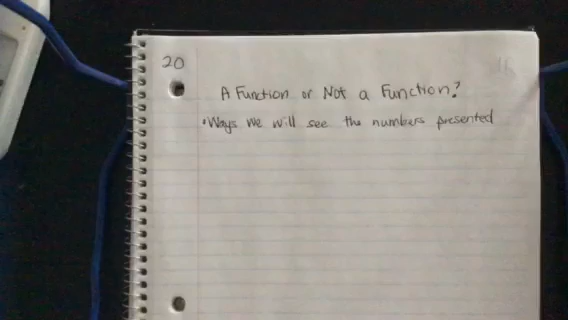 20
A Function or Not a Function?
•Ways we will see the numbers presented